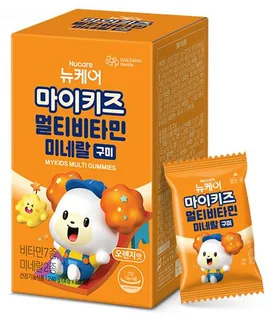 Nucare
DAESANG
Wellife
뉴케어
마이키즈
멀티비타민
미네랄 구미
MYKIDS MULTI GUMMIES
오렌지맛
비타민7종
미네랄2종
뉴케어
마이키즈
멀티비타민
미네랄 구미